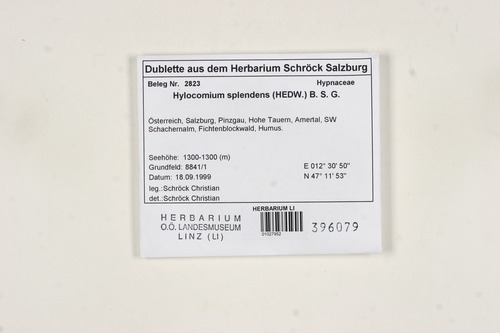 Dublette aus dem Herbarium Schröck Salzburg
Beleg Nr. 2823 Hypnaceae
Hylocomium splendens (HEDW.) B. S. G.
Österreich, Salzburg, Pinzgau, Hohe Tauern, Amertal, SW
Schachernalm, Fichtenblockwald, Humus.
Seehöhe: 1300-1300 (m) E 012° 30' 50"
Grundfeld: 8841/1 N 47° 11' 53"
Datum: 18.09.1999
leg.:Schröck Christian
det.:Schröck Christian
HERBARIUM LI
HERBARIUM
O.Ö. LANDESMUSEUM
LINZ (LI)
01027952
396079